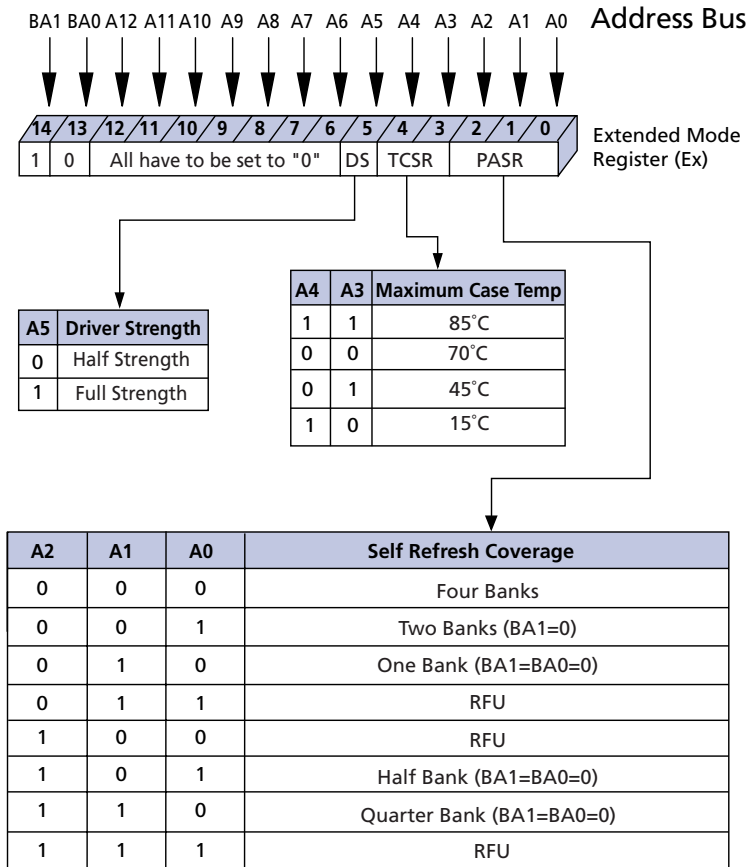 BA1 BA0 A12 A11 A10 A9 A8 A7 A6 A5 A4 A3 A2 A1 A0 Address Bus
14 13 12 11 10 9 8 7 6 5 4 3 2 1 0
1 0 All have to be set to "0" DS TCSR PASR
Extended Mode
Register (Ex)
A4 A3 Maximum Case Temp
1 1 85˚C
0 0 70˚C
0 1 45˚C
1 0 15˚C
A5 Driver Strength
0 Half Strength
1 Full Strength
A2 A1 A0 Self Refresh Coverage
0 0 0 Four Banks
0 0 1 Two Banks (BA1=0)
0 1 0 One Bank (BA1=BA0=0)
0 1 1 RFU
1 0 0 RFU
1 0 1 Half Bank (BA1=BA0=0)
1 1 0 Quarter Bank (BA1=BA0=0)
1 1 1 RFU